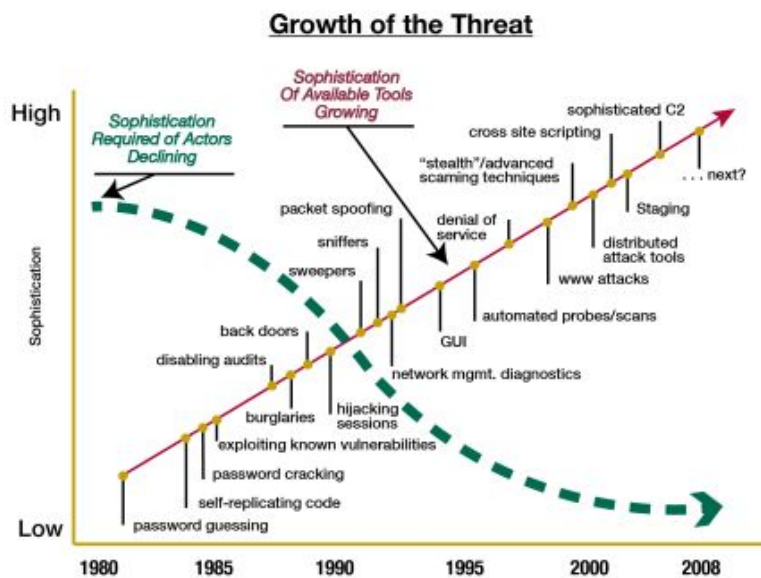 Growth of the Threat
High
Sophistication
Required of Actors
Declining
Sophistication
Of Available Tools
Growing
sophisticated C2
cross site scripting
“stealth”/advanced
scaming techniques
. . . next?
packet spoofing
denial of
service
Staging
sniffers
distributed
attack tools
sweepers
www attacks
Sophistication
back doors
automated probes/scans
GUI
disabling audits
network mgmt. diagnostics
burglaries
hijacking
sessions
exploiting known vulnerabilities
password cracking
self-replicating code
password guessing
Low
1980 1985 1990 1995 2000 2008